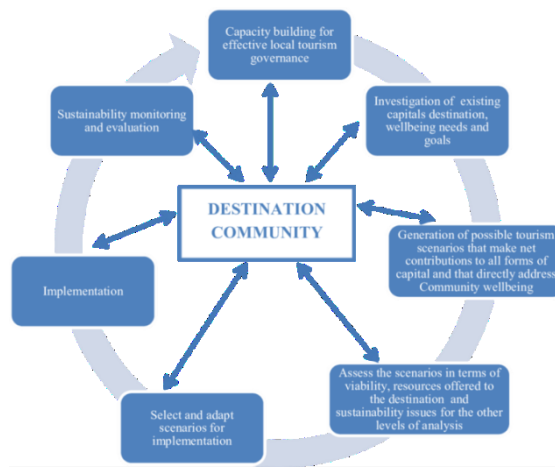 Capacity building for
effective local tourism
governance
Investigation of existing
capitals destination,
wellbeing needs and
goals
Generation of possible tourism
scenarios that make net
contributions to all forms of
capital and that directly address
Community wellbeing
Assess the scenarios in terms of
viability, resources offered to
the destination and
sustainability issues for the other
levels of analysis
Select and adapt
scenarios for
implementation
Implementation
Sustainability monitoring
and evaluation
DESTINATION
COMMUNITY